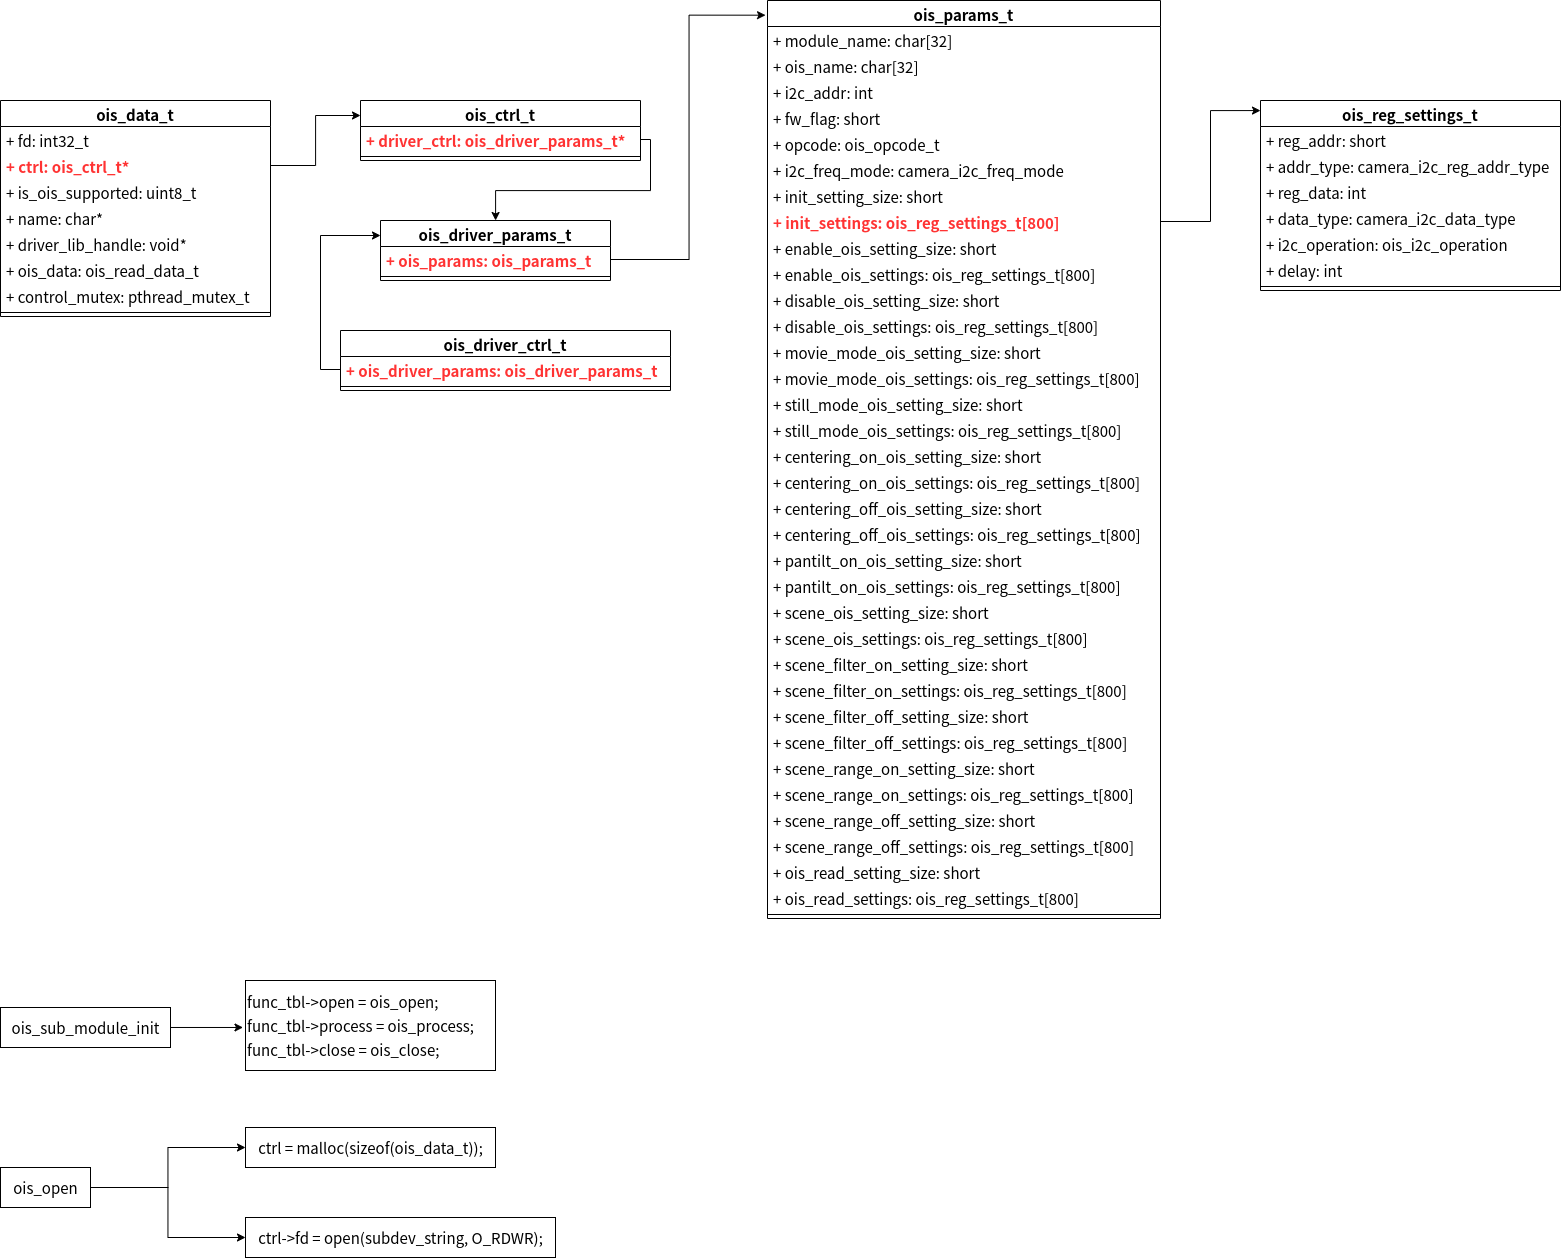 ois_data_t
+ fd: int32_t
+ ctrl: ois_ctrl_t*
+ is_ois_supported: uint8_t
+ name: char*
+ driver_lib_handle: void*
+ ois_data: ois_read_data_t
+ control_mutex: pthread_mutex_t
ois_ctrl_t
+ driver_ctrl: ois_driver_params_t*
ois_driver_params_t
+ ois_params: ois_params_t
ois_driver_ctrl_t
+ ois_driver_params: ois_driver_params_t
ois_params_t
+ module_name: char[32]
+ ois_name: char[32]
+ i2c_addr: int
+ fw_flag: short
+ opcode: ois_opcode_t
+ i2c_freq_mode: camera_i2c_freq_mode
+ init_setting_size: short
+ init_settings: ois_reg_settings_t[800]
+ enable_ois_setting_size: short
+ enable_ois_settings: ois_reg_settings_t[800]
+ disable_ois_setting_size: short
+ disable_ois_settings: ois_reg_settings_t[800]
+ movie_mode_ois_setting_size: short
+ movie_mode_ois_settings: ois_reg_settings_t[800]
+ still_mode_ois_setting_size: short
+ still_mode_ois_settings: ois_reg_settings_t[800]
+ centering_on_ois_setting_size: short
+ centering_on_ois_settings: ois_reg_settings_t[800]
+ centering_off_ois_setting_size: short
+ centering_off_ois_settings: ois_reg_settings_t[800]
+ pantilt_on_ois_setting_size: short
+ pantilt_on_ois_settings: ois_reg_settings_t[800]
+ scene_ois_setting_size: short
+ scene_ois_settings: ois_reg_settings_t[800]
+ scene_filter_on_setting_size: short
+ scene_filter_on_settings: ois_reg_settings_t[800]
+ scene_filter_off_setting_size: short
+ scene_filter_off_settings: ois_reg_settings_t[800]
+ scene_range_on_setting_size: short
+ scene_range_on_settings: ois_reg_settings_t[800]
+ scene_range_off_setting_size: short
+ scene_range_off_settings: ois_reg_settings_t[800]
+ ois_read_setting_size: short
+ ois_read_settings: ois_reg_settings_t[800]
ois_reg_settings_t
+ reg_addr: short
+ addr_type: camera_i2c_reg_addr_type
+ reg_data: int
+ data_type: camera_i2c_data_type
+ i2c_operation: ois_i2c_operation
+ delay: int
ois_sub_module_init
func_tbl->open = ois_open;
func_tbl->process = ois_process;
func_tbl->close = ois_close;
ois_open
ctrl = malloc(sizeof(ois_data_t));
ctrl->fd = open(subdev_string, O_RDWR);